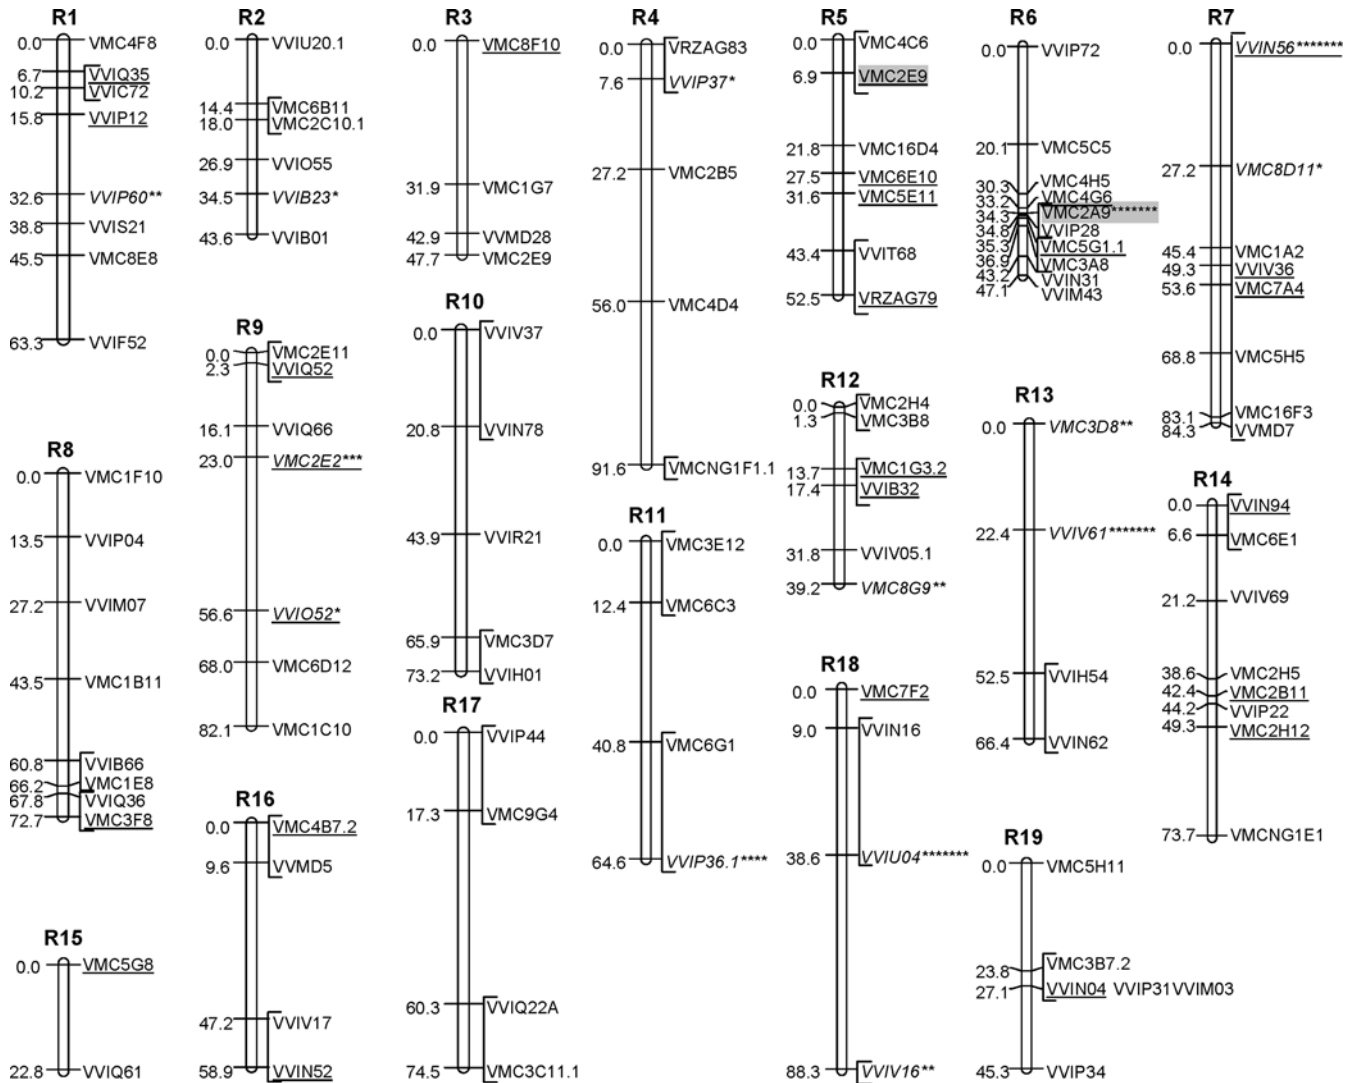 R1
0.0 VMC4F8
6.7 VVIQ35
10.2 VVIC72
15.8 VVIP12
32.6 VVIP60**
38.8 VVIS21
45.5 VMC8E8
63.3 VVIF52
R2
0.0 VVIU20.1
14.4 VMC6B11
18.0 VMC2C10.1
26.9 VVIO55
34.5 VVIB23*
43.6 VVIB01
R3
0.0 VMC8F10
31.9 VMC1G7
42.9 VVMD28
47.7 VMC2E9
R4
0.0 VRZAG83
7.6 VVIP37*
27.2 VMC2B5
56.0 VMC4D4
91.6 VMCNG1F1.1
R5
0.0 VMC4C6
6.9 VMC2E9
21.8 VMC16D4
27.5 VMC6E10
31.6 VMC5E11
43.4 VVIT68
52.5 VRZAG79
R6
0.0 VVIP72
20.1 VMC5C5
30.3 VMC4H5
33.2 VMC4G6
34.3 VMC2A9*******
34.8 VVIP28
35.3 VMC5G1.1
36.9 VMC3A8
43.2 VVIN31
47.1 VVIM43
R7
0.0 VVIN56*******
27.2 VMC8D11*
45.4 VMC1A2
49.3 VVIV36
53.6 VMC7A4
68.8 VMC5H5
83.1 VMC16F3
84.3 VVMD7
R8
0.0 VMC1F10
13.5 VVIP04
27.2 VVIM07
43.5 VMC1B11
60.8 VVIB66
66.2 VMC1E8
67.8 VVIQ36
72.7 VMC3F8
R9
0.0 VMC2E11
2.3 VVIQ52
16.1 VVIQ66
23.0 VMC2E2***
56.6 VVIO52*
68.0 VMC6D12
82.1 VMC1C10
R10
0.0 VVIV37
20.8 VVIN78
43.9 VVIR21
65.9 VMC3D7
73.2 VVIH01
R11
0.0 VMC3E12
12.4 VMC6C3
40.8 VMC6G1
64.6 VVIP36.1****
R12
0.0 VMC2H4
1.3 VMC3B8
13.7 VMC1G3.2
17.4 VVIB32
31.8 VVIV05.1
39.2 VMC8G9**
R13
0.0 VMC3D8**
22.4 VVIV61*******
52.5 VVIH54
66.4 VVIN62
R14
0.0 VVIN94
6.6 VMC6E1
21.2 VVIV69
38.6 VMC2H5
42.4 VMC2B11
44.2 VVIP22
49.3 VMC2H12
73.7 VMCNG1E1
R15
0.0 VMC5G8
22.8 VVIQ61
R16
0.0 VMC4B7.2
9.6 VVMD5
47.2 VVIV17
58.9 VVIN52
R17
0.0 VVIP44
17.3 VMC9G4
60.3 VVIQ22A
74.5 VMC3C11.1
R18
0.0 VMC7F2
9.0 VVIN16
38.6 VVIU04*******
88.3 VVIV16**
R19
0.0 VMC5H11
23.8 VMC3B7.2
27.1 VVIN04 VVIP31VVIM03
45.3 VVIP34